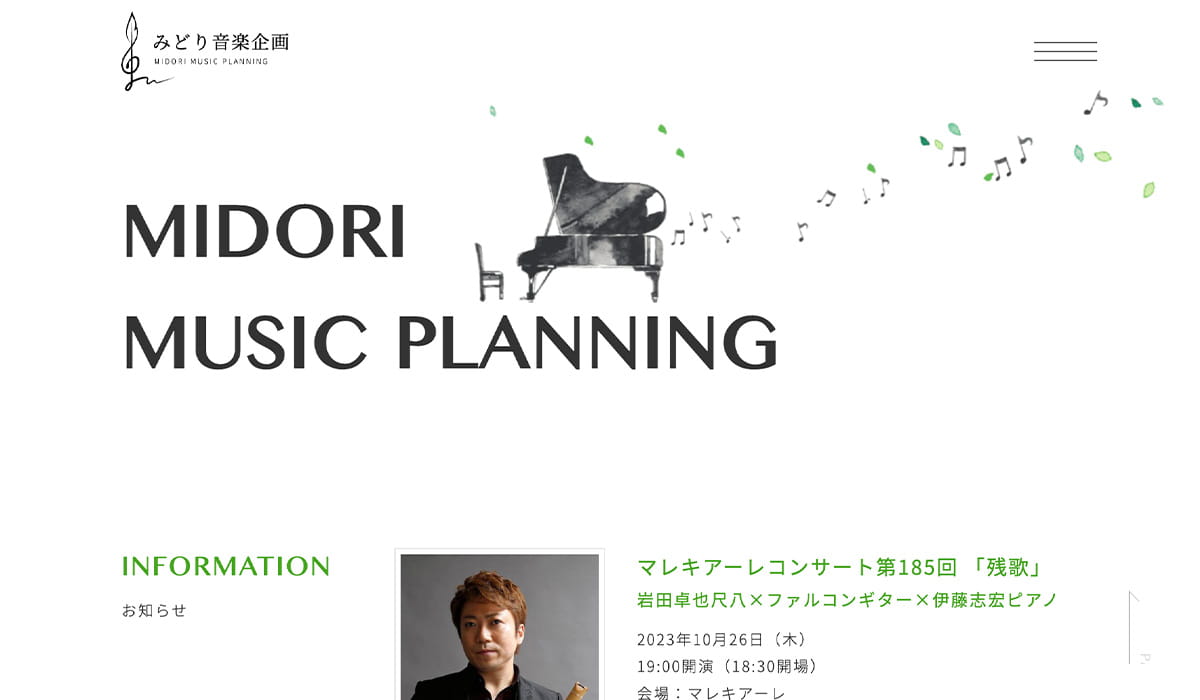 みどり音楽企画
MIDORI MUSIC PLANNING
MIDORI
MUSIC PLANNING
INFORMATION
お知らせ
マレキアーレコンサート第185回 「残歌」
岩田卓也尺八×ファルコンギター×伊藤志宏ピアノ
2023年10月26日（木）
19:00開演（18:30開場）
会場：マレキアーレ